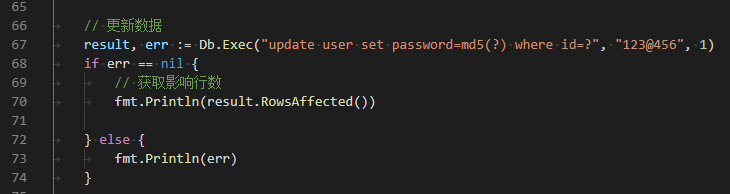 65
66 // 更新数据
67 result, err := Db.Exec("update user set password=md5(?) where id=?", "123@456", 1)
68 if err == nil {
69 // 获取影响行数
70 fmt.Println(result.RowsAffected())
71
72 } else {
73 fmt.Println(err)
74 }
75